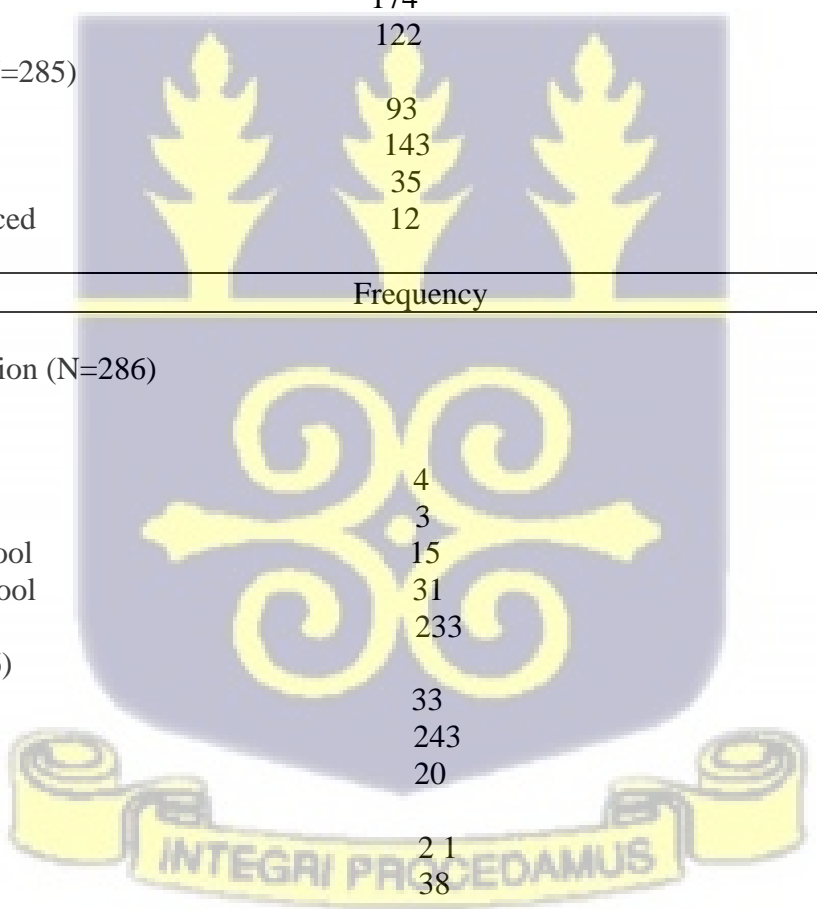 174
122
=285)
93
143
35
ced 12
Frequency
ion (N=286)
4
3
ool 15
ool 31
233
)
33
243
20
2 1
38
INTEGRI PROCEDAMUS